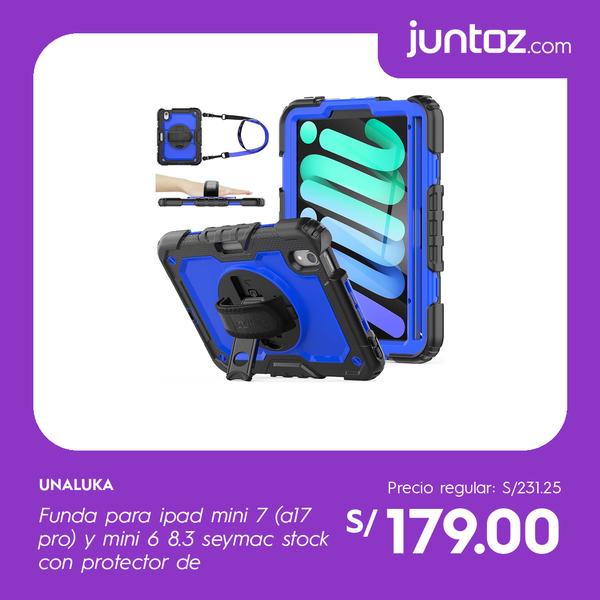 juntoz.com
UNALUKA
Funda para ipad mini 7 (a17
pro) y mini 6 8.3 seymac stock
con protector de
Precio regular: S/231.25
S/179.00